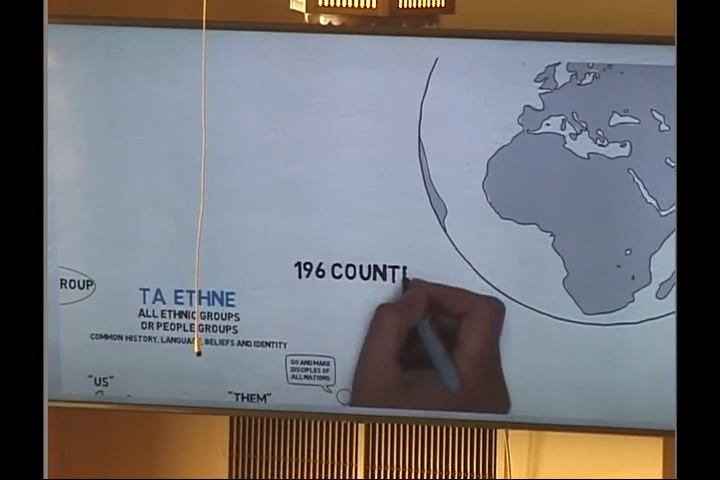 196 COUNT
ROUP
TA ETHNE
ALL ETHNIC GROUPS
OR PEOPLE GROUPS
COMMON HISTORY, LANGUAGE, BELIEFS AND IDENTITY
GO AND MAKE
DISCIPLES OF
ALL NATIONS
"US"
"THEM"